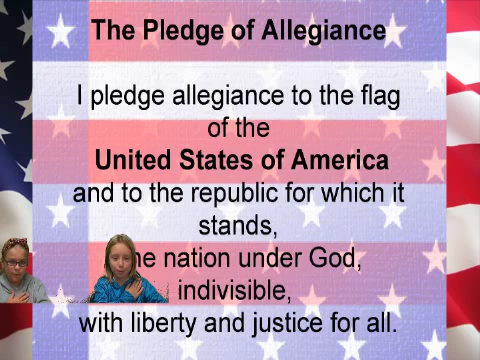 The Pledge of Allegiance
I pledge allegiance to the flag
of the
United States of America
and to the republic for which it
stands,
ne nation under God,
indivisible,
with liberty and justice for all.